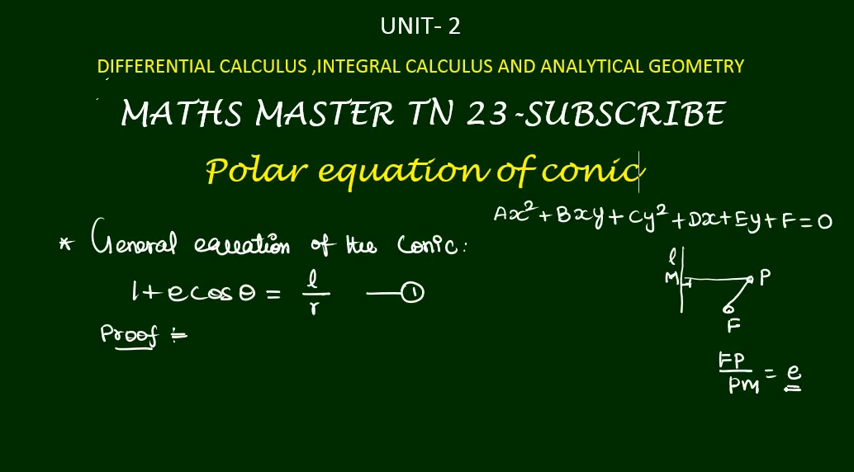 UNIT- 2
DIFFERENTIAL CALCULUS ,INTEGRAL CALCULUS AND ANALYTICAL GEOMETRY
MATHS MASTER TN 23-SUBSCRIBE
Polar equation of conic
Ax² + Bxy + Cy² + Dx + Ey + F = 0
* General equation of the Conic:
1 + e cos θ = l/r —①
Proof :=
l
M P
F
FP/PM = e